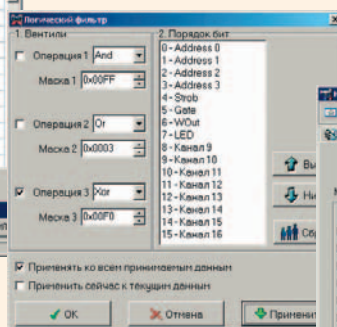 Логический фильтр
1. Вентили
Операция 1 And
Маска 1 0x00FF
Операция 2 Or
Маска 2 0x0003
Операция 3 Xor
Маска 3 0x00F0
2. Порядок бит
0 - Address 0
1 - Address 1
2 - Address 2
3 - Address 3
4 - Strob
5 - Gate
6 - WOut
7 - LED
8 - Канал 9
9 - Канал 10
10 - Канал 11
11 - Канал 12
12 - Канал 13
13 - Канал 14
14 - Канал 15
15 - Канал 16
Применять ко всем принимаемым данным
Применить сейчас к текущим данным
OK
Отмена